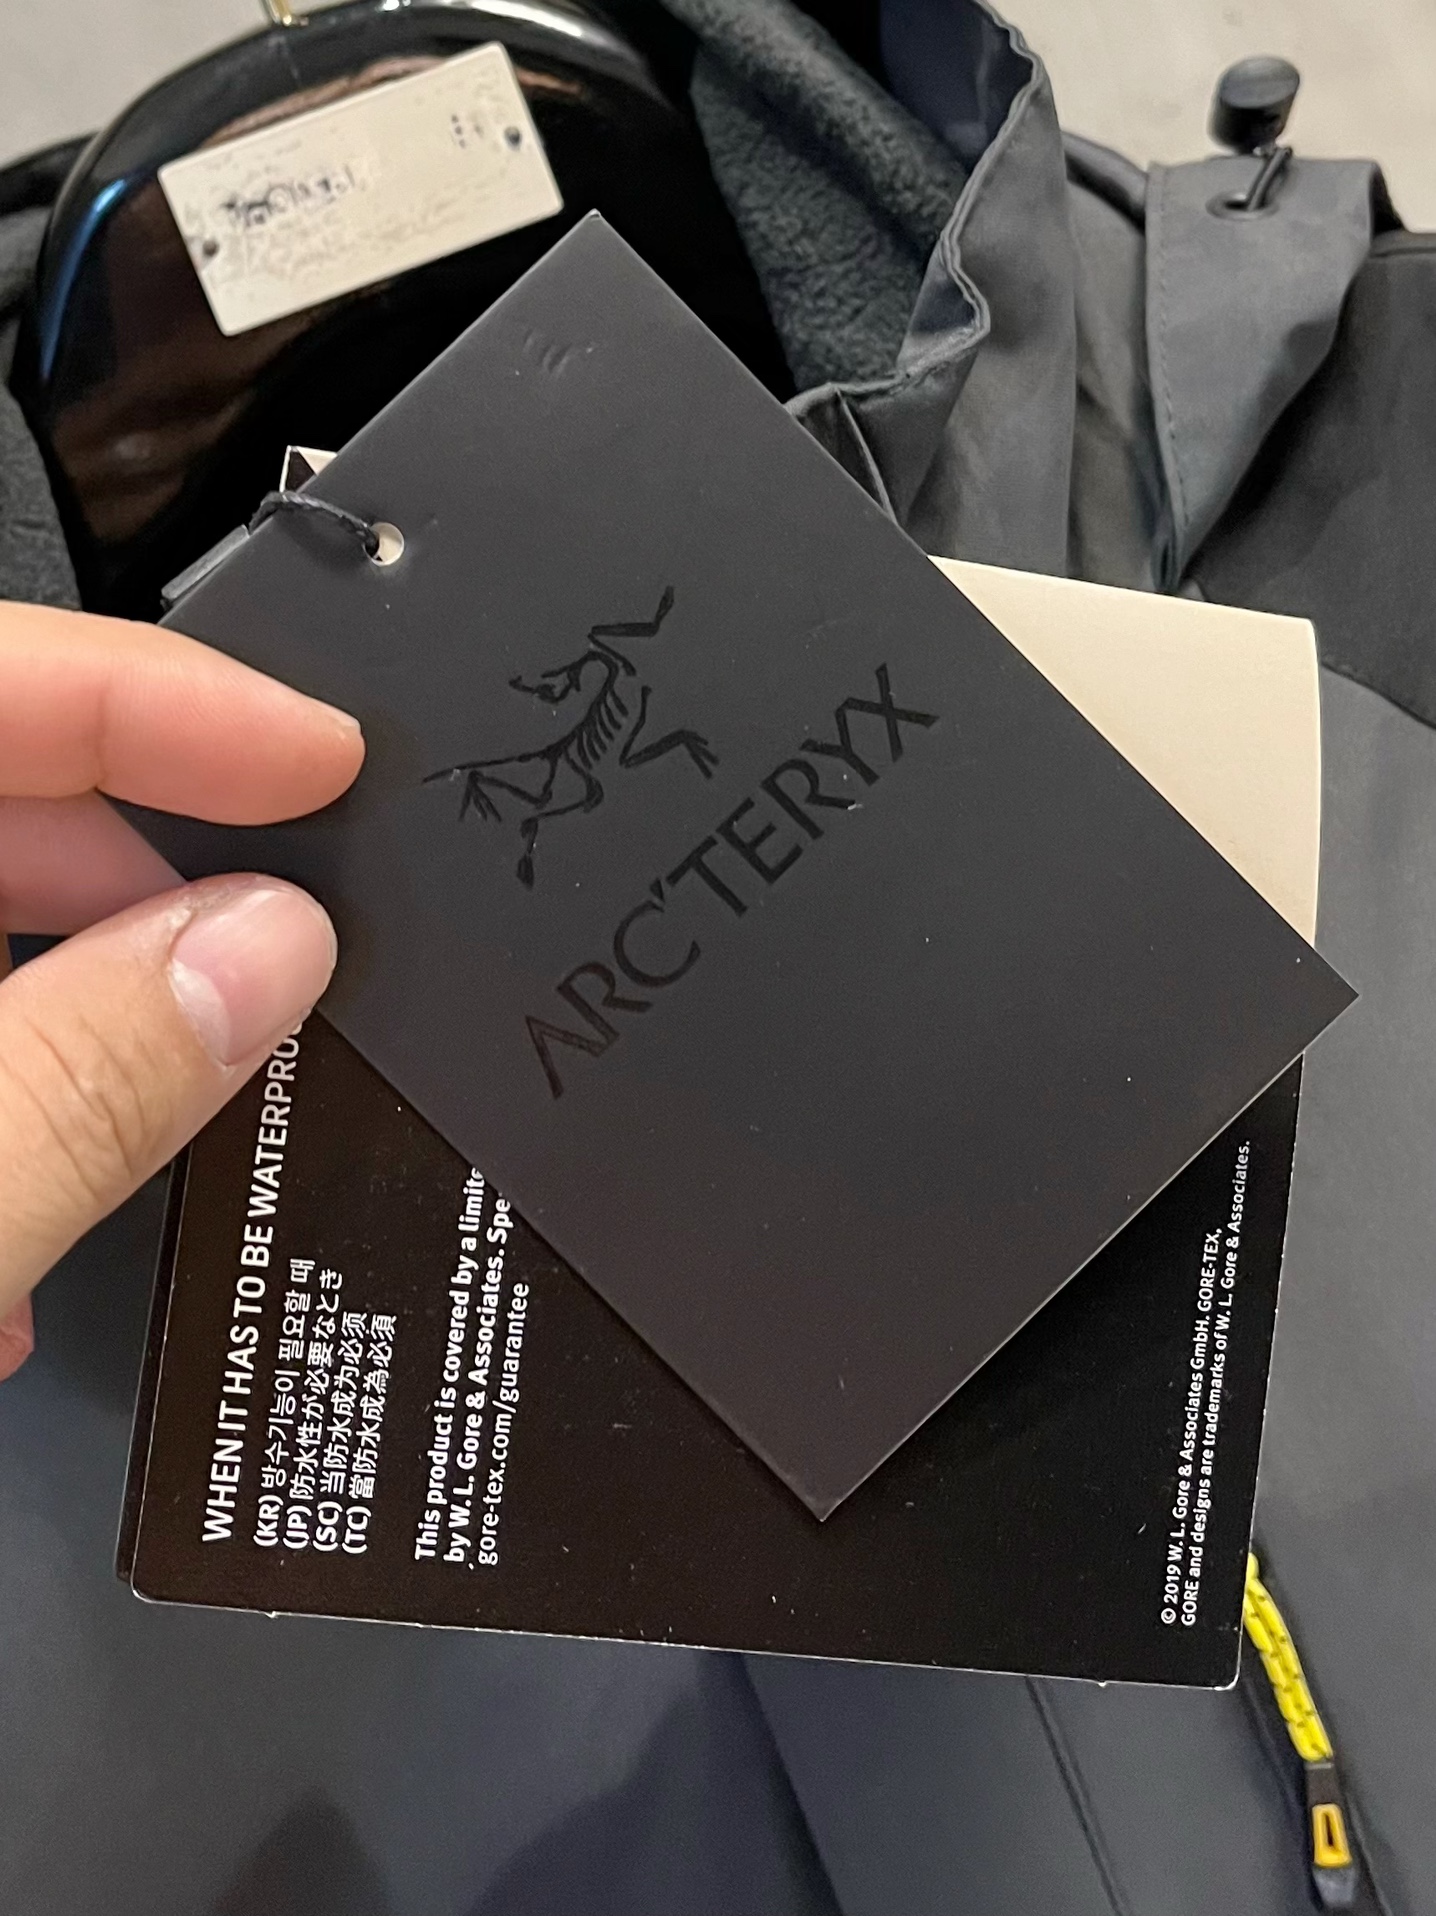 ARC'TERYX
WHEN IT HAS TO BE WATERPROO
(KR) 방수기능이 필요할 때
(JP) 防水性が必要なとき
(SC) 当防水成为必须
(TC) 當防水成為必須
This product is covered by a limite
by W. L. Gore & Associates. Spe
gore-tex.com/guarantee
© 2019 W. L. Gore & Associates GmbH. GORE-TEX,
GORE and designs are trademarks of W. L. Gore & Associates.